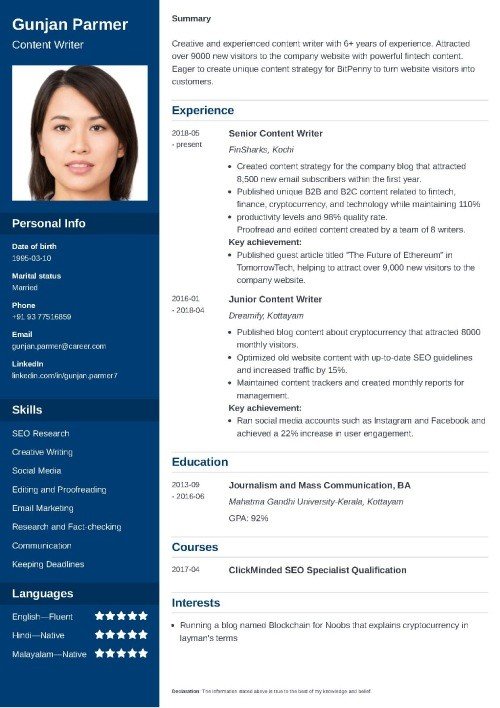 Gunjan Parmer
Content Writer
Personal Info
Date of birth
1995-03-10
Marital status
Married
Phone
+91 93 77516859
Email
gunjan.parmer@career.com
LinkedIn
linkedin.com/in/gunjan.parmer7
Skills
SEO Research
Creative Writing
Social Media
Editing and Proofreading
Email Marketing
Research and Fact-checking
Communication
Keeping Deadlines
Languages
English—Fluent
Hindi—Native
Malayalam—Native
Summary
Creative and experienced content writer with 6+ years of experience. Attracted
over 9000 new visitors to the company website with powerful fintech content.
Eager to create unique content strategy for BitPenny to turn website visitors into
customers.
Experience
2018-05
- present
Senior Content Writer
FinSharks, Kochi
• Created content strategy for the company blog that attracted
8,500 new email subscribers within the first year.
• Published unique B2B and B2C content related to fintech,
finance, cryptocurrency, and technology while maintaining 110%
• productivity levels and 98% quality rate.
Proofread and edited content created by a team of 8 writers.
Key achievement:
• Published guest article titled "The Future of Ethereum" in
TomorrowTech, helping to attract over 9,000 new visitors to the
company website.
2016-01
- 2018-04
Junior Content Writer
Dreamify, Kottayam
• Published blog content about cryptocurrency that attracted 8000
monthly visitors.
• Optimized old website content with up-to-date SEO guidelines
and increased traffic by 15%.
• Maintained content trackers and created monthly reports for
management.
Key achievement:
• Ran social media accounts such as Instagram and Facebook and
achieved a 22% increase in user engagement.
Education
2013-09
- 2016-06
Journalism and Mass Communication, BA
Mahatma Gandhi University-Kerala, Kottayam
GPA: 92%
Courses
2017-04
ClickMinded SEO Specialist Qualification
Interests
• Running a blog named Blockchain for Noobs that explains cryptocurrency in
layman's terms
Declaration: The information stated above is true to the best of my knowledge and belief.